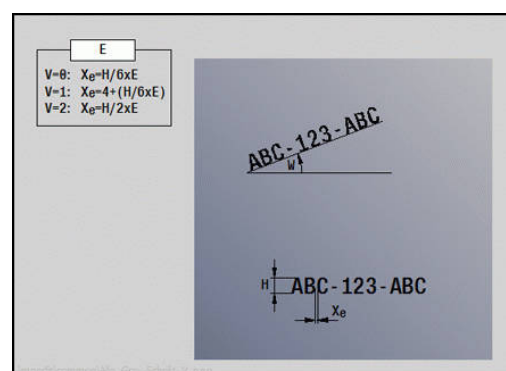 E
V=0: Xe=H/6xE
V=1: Xe=4+(H/6xE)
V=2: Xe=H/2xE
ABC-123-ABC
W
H
ABC-123-ABC
Xe